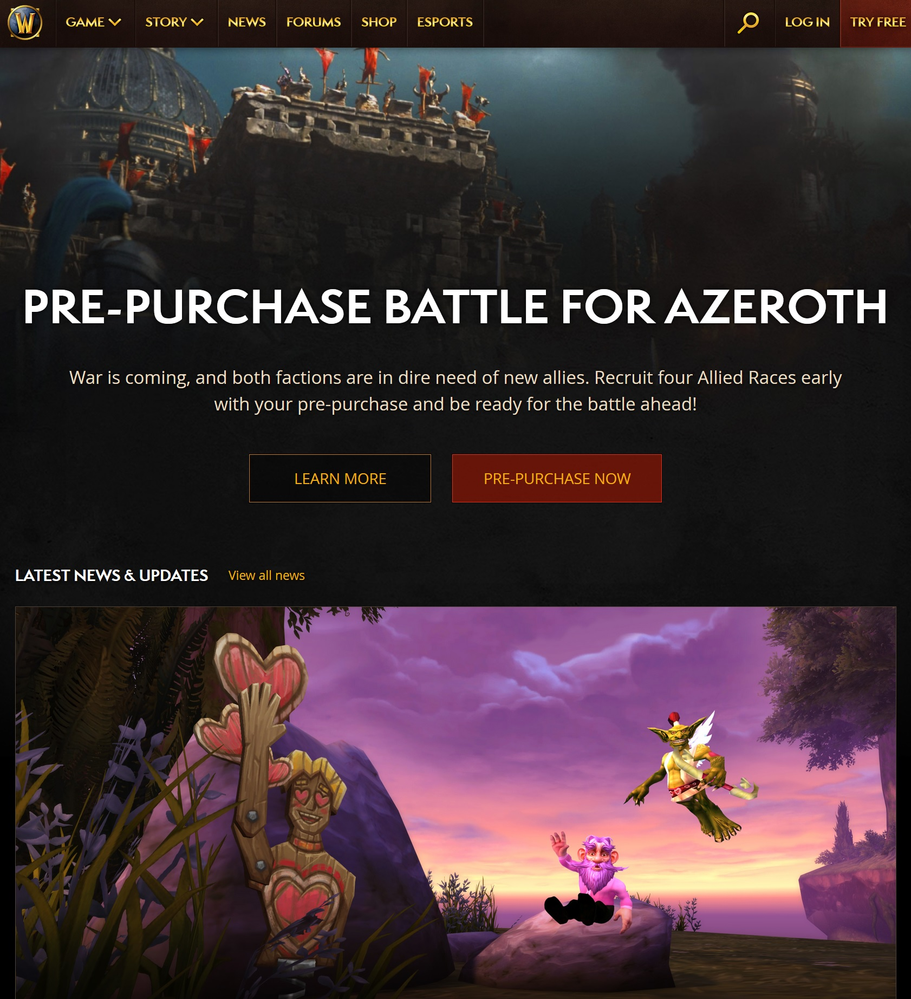 W
GAME
STORY
NEWS
FORUMS
SHOP
ESPORTS
LOG IN
TRY FREE
PRE-PURCHASE BATTLE FOR AZEROTH
War is coming, and both factions are in dire need of new allies. Recruit four Allied Races early
with your pre-purchase and be ready for the battle ahead!
LEARN MORE
PRE-PURCHASE NOW
LATEST NEWS & UPDATES
View all news